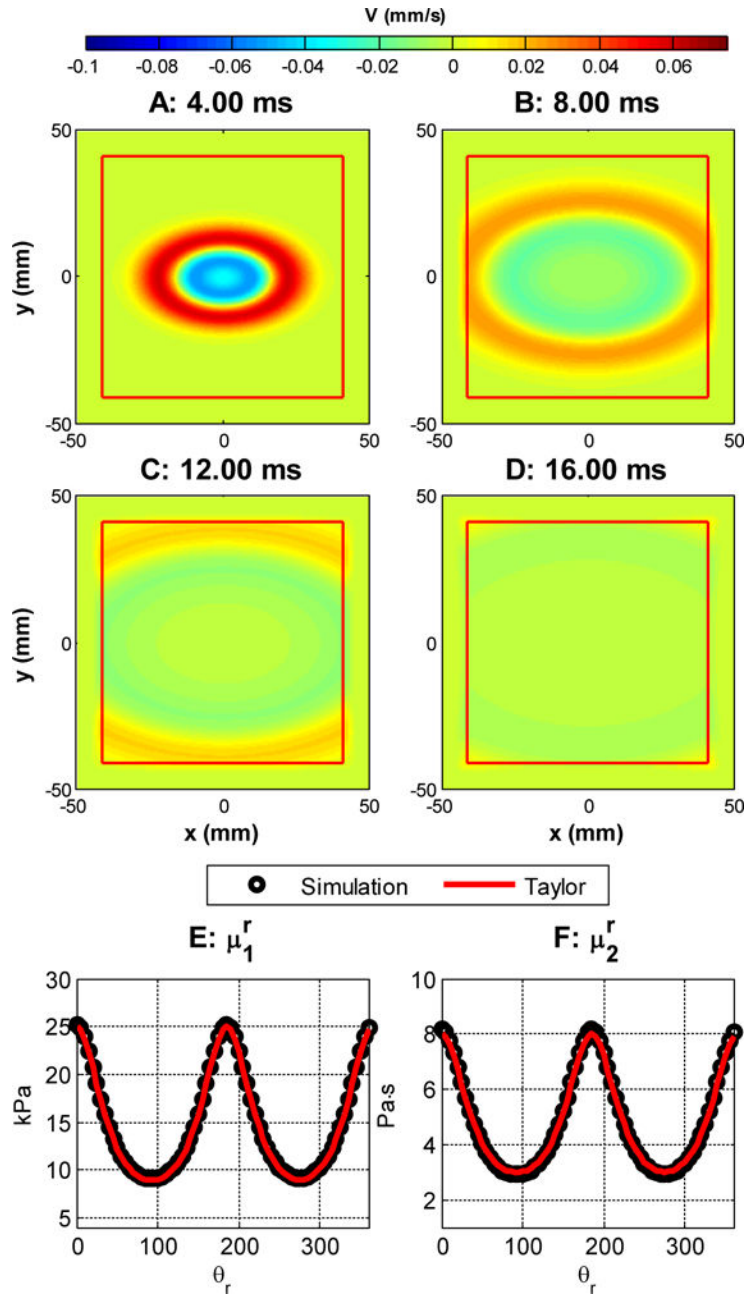 V (mm/s)
-0.1 -0.08 -0.06 -0.04 -0.02 0 0.02 0.04 0.06
A: 4.00 ms B: 8.00 ms
50 50
y (mm) 0 0
-50 -50
-50 0 50 -50 0 50
C: 12.00 ms D: 16.00 ms
50 50
y (mm) 0 0
-50 -50
-50 0 50 -50 0 50
x (mm) x (mm)
Simulation Taylor
E: μ₁ʳ F: μ₂ʳ
30 10
25 8
20
kPa 15 Pa·s 6
10 4
5 2
0 100 200 300 0 100 200 300
θᵣ θᵣ